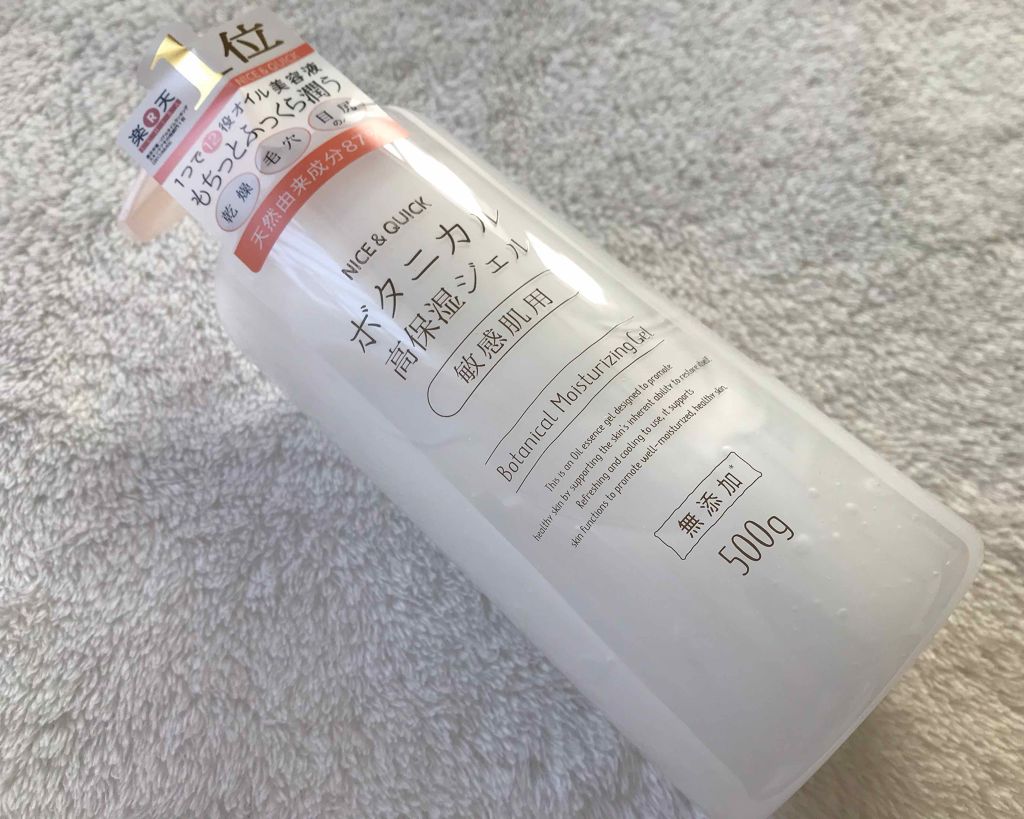 1位
楽R天
NICE & QUICK
1つで12役オイル美容液
もちっとふっくら潤う
乾燥
毛穴
目尻
天然由来成分87
NICE & QUICK
ボタニカル
高保湿ジェル
敏感肌用
Botanical Moisturizing Gel
This is an Oil essence gel designed to promote
healthy skin by supporting the skin's inherent ability to restore itself.
Refreshing and cooling to use, it supports
skin functions to promote well-moisturized, healthy skin.
無添加*
500g